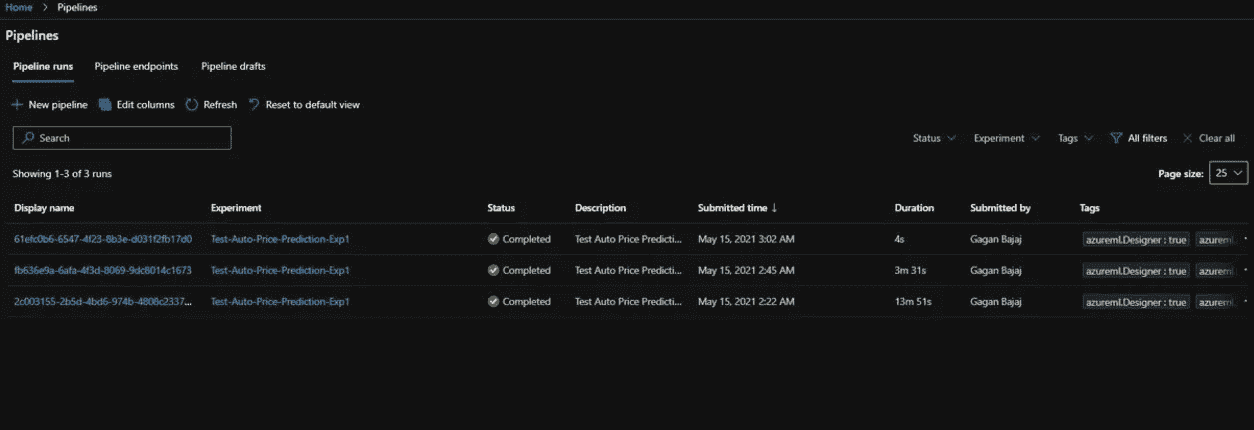 Home > Pipelines
Pipelines
Pipeline runs Pipeline endpoints Pipeline drafts
New pipeline Edit columns Refresh Reset to default view
Search Status Experiment Tags All filters Clear all
Showing 1-3 of 3 runs Page size: 25
Display name Experiment Status Description Submitted time ↓ Duration Submitted by Tags
61efc0b6-6547-4f23-8b3e-d031f2fb17d0 Test-Auto-Price-Prediction-Exp1 Completed Test Auto Price Predicti... May 15, 2021 3:02 AM 4s Gagan Bajaj azureml.Designer : true azureml.
fb636e9a-6afa-4f3d-8069-9dc8014c1673 Test-Auto-Price-Prediction-Exp1 Completed Test Auto Price Predicti... May 15, 2021 2:45 AM 3m 31s Gagan Bajaj azureml.Designer : true azureml.
2c003155-2b5d-4bd6-974b-4808c2337... Test-Auto-Price-Prediction-Exp1 Completed Test Auto Price Predicti... May 15, 2021 2:22 AM 13m 51s Gagan Bajaj azureml.Designer : true azureml.